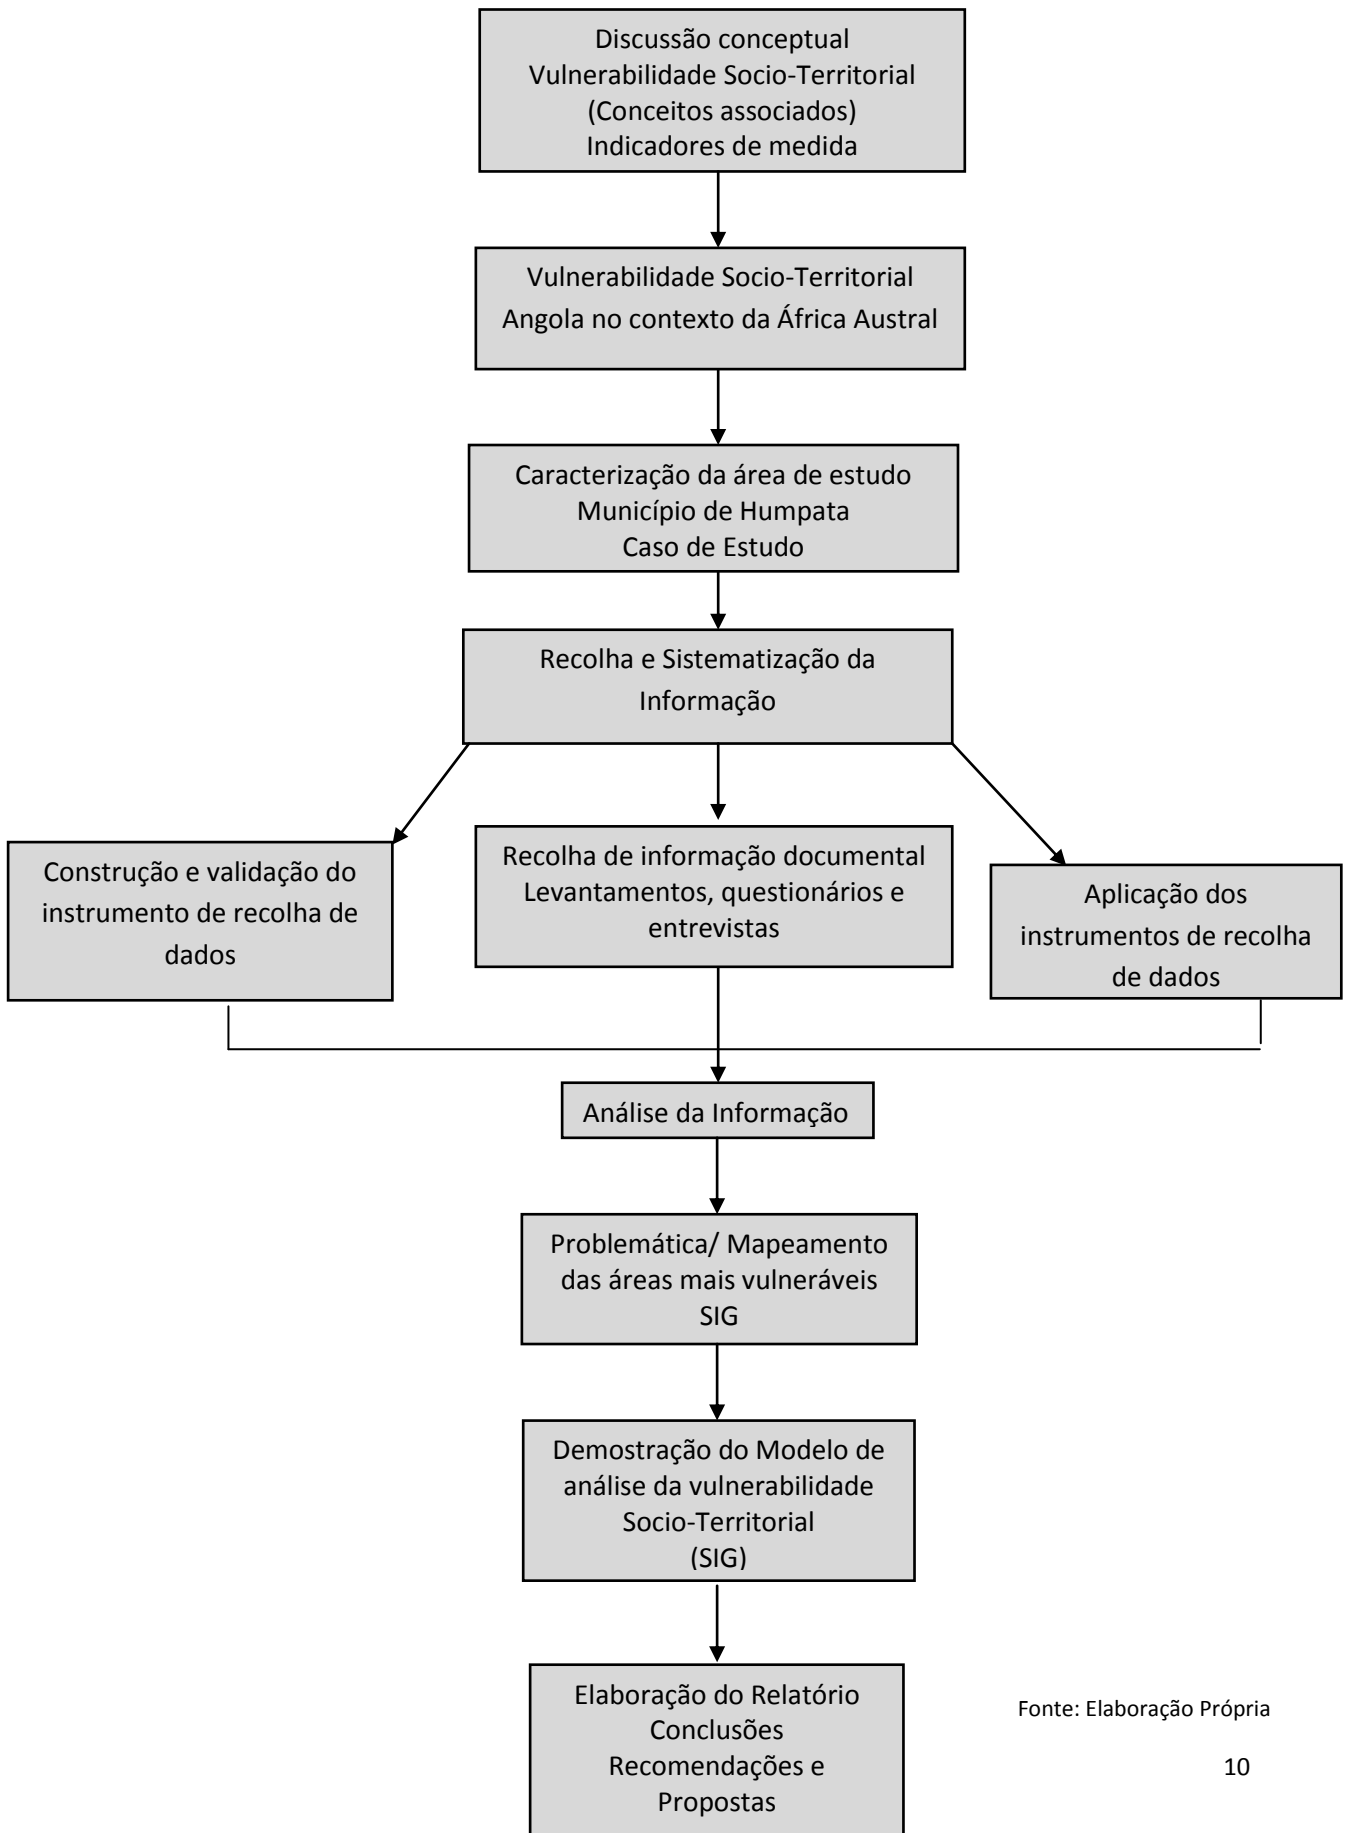 Discussão conceptual
Vulnerabilidade Socio-Territorial
(Conceitos associados)
Indicadores de medida
Vulnerabilidade Socio-Territorial
Angola no contexto da África Austral
Caracterização da área de estudo
Município de Humpata
Caso de Estudo
Recolha e Sistematização da
Informação
Construção e validação do
instrumento de recolha de
dados
Recolha de informação documental
Levantamentos, questionários e
entrevistas
Aplicação dos
instrumentos de recolha
de dados
Análise da Informação
Problemática/ Mapeamento
das áreas mais vulneráveis
SIG
Demostração do Modelo de
análise da vulnerabilidade
Socio-Territorial
(SIG)
Elaboração do Relatório
Conclusões
Recomendações e
Propostas
Fonte: Elaboração Própria
10